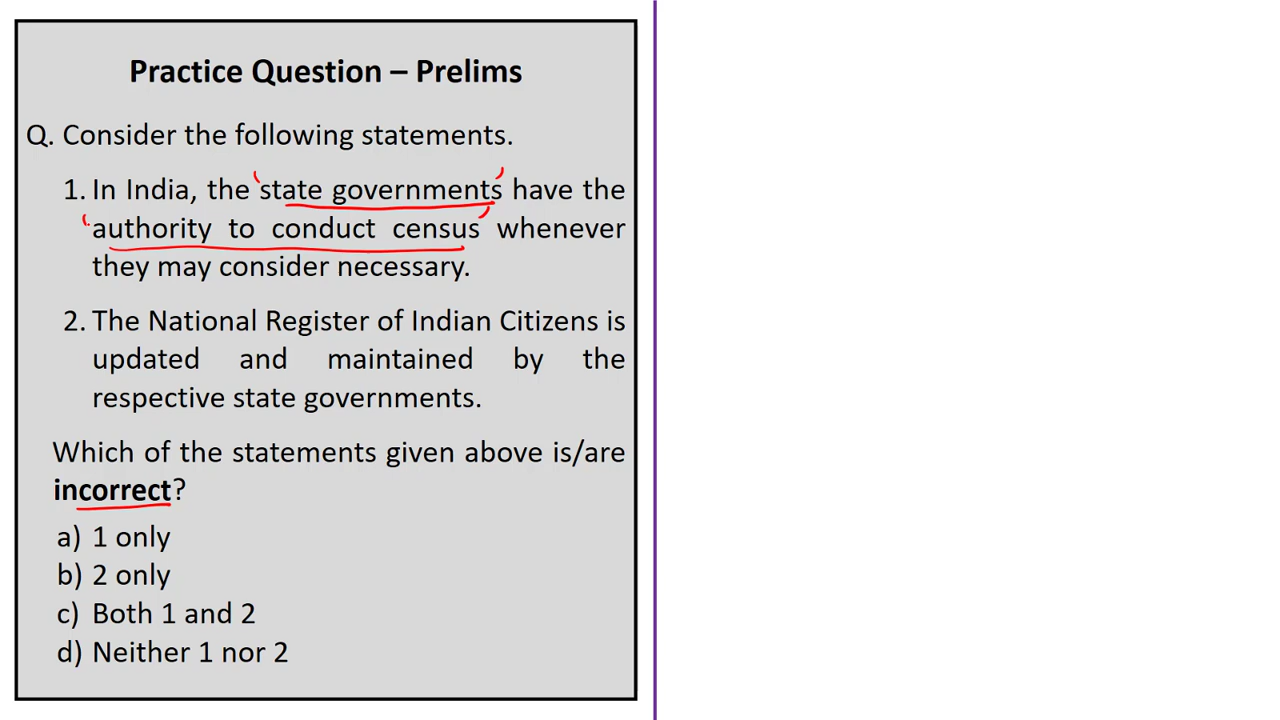 Practice Question – Prelims
Q. Consider the following statements.
1. In India, the state governments have the
authority to conduct census whenever
they may consider necessary.
2. The National Register of Indian Citizens is
updated and maintained by the
respective state governments.
Which of the statements given above is/are
incorrect?
a) 1 only
b) 2 only
c) Both 1 and 2
d) Neither 1 nor 2